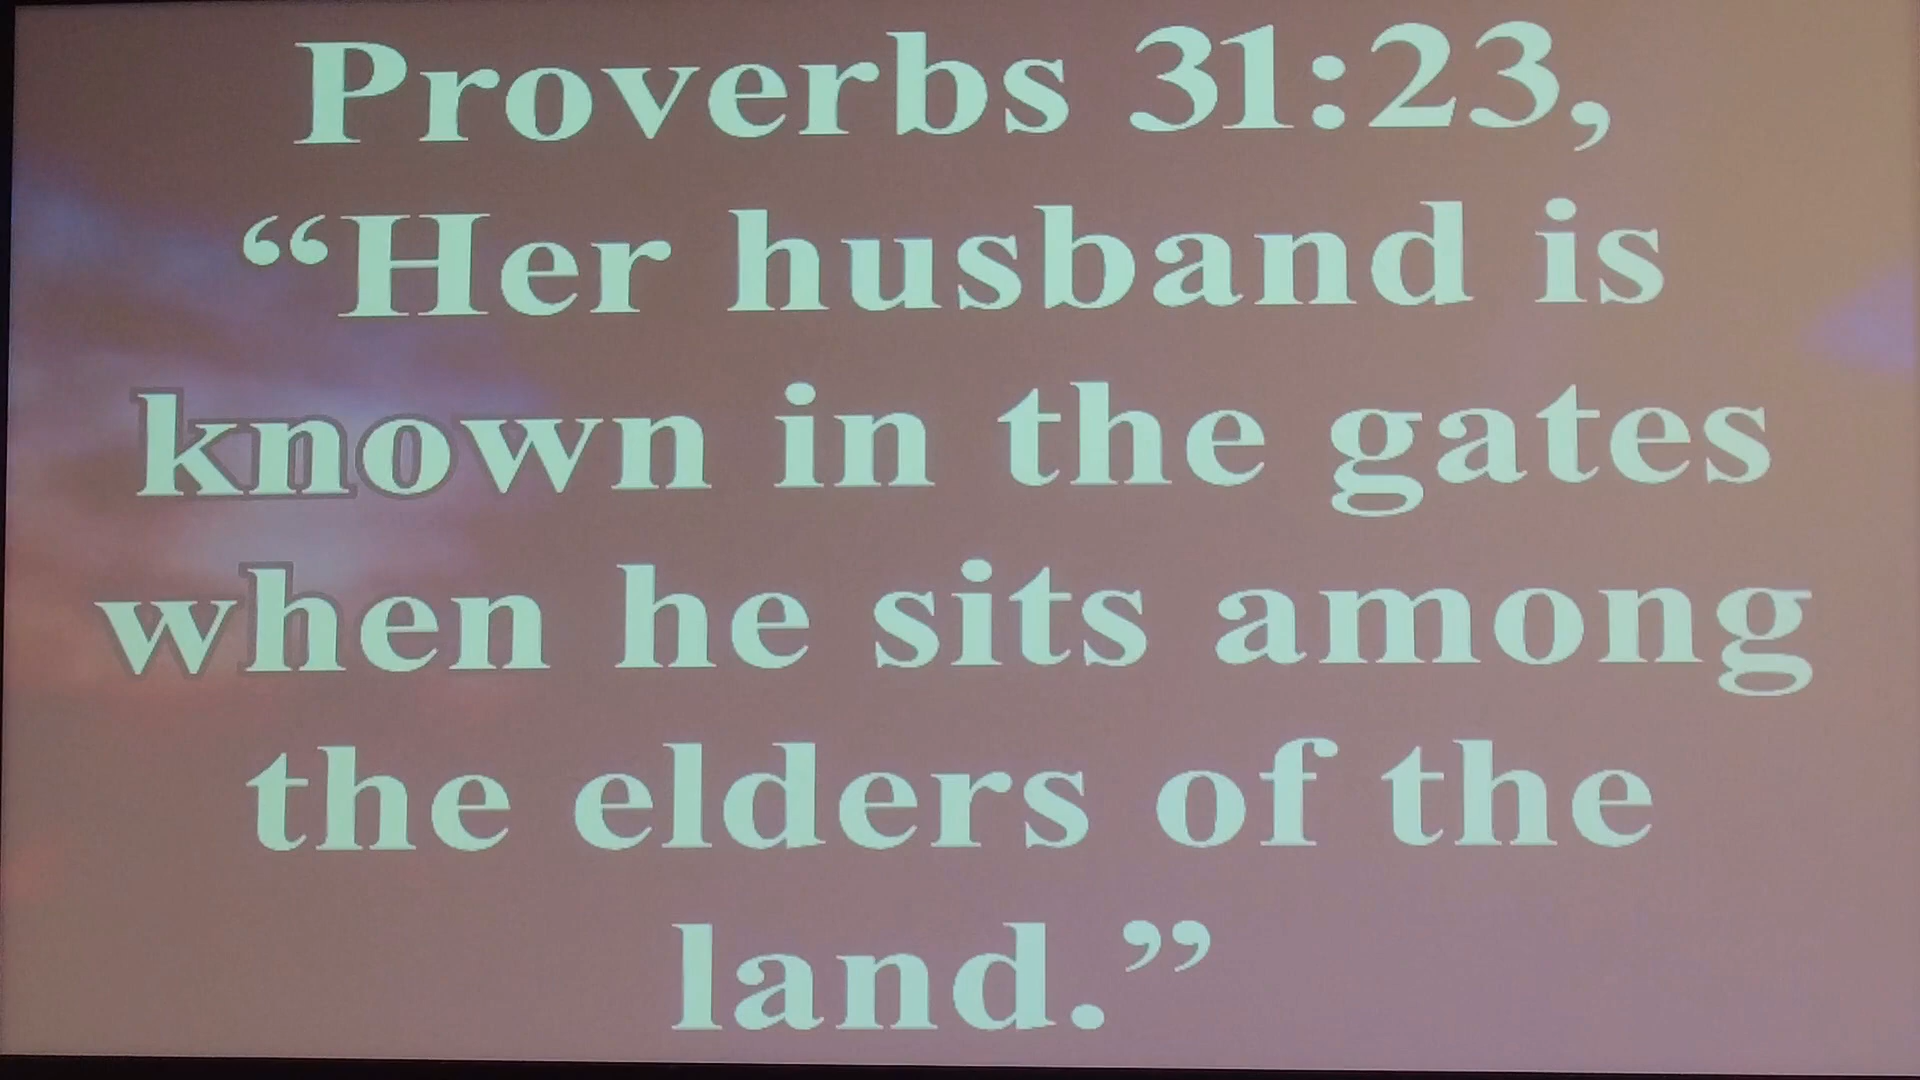 Proverbs 31:23,
“Her husband is
known in the gates
when he sits among
the elders of the
land.”